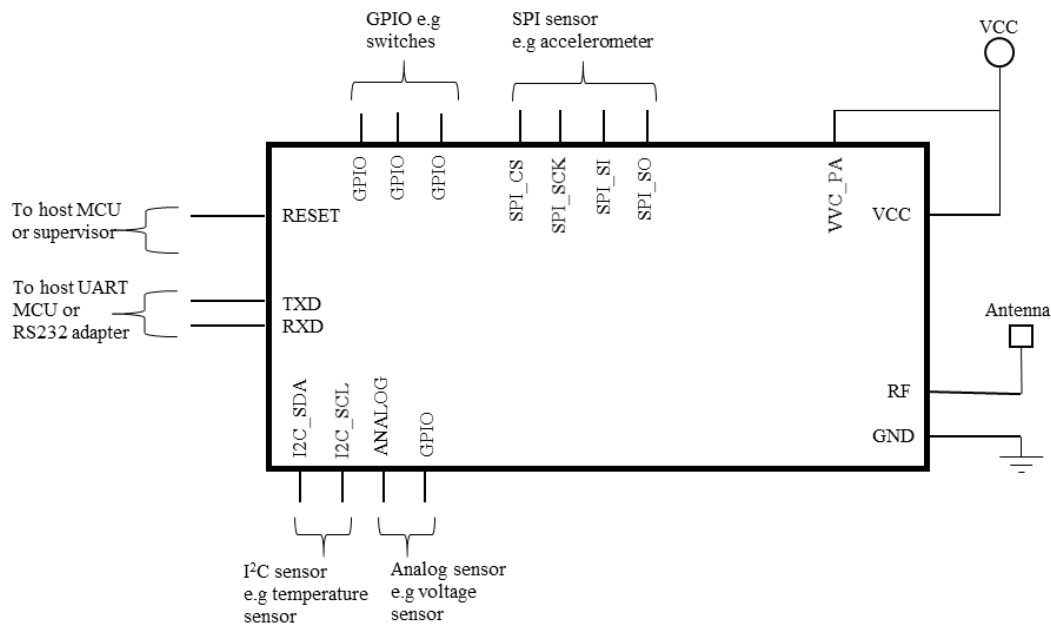 GPIO e.g
switches
SPI sensor
e.g accelerometer
VCC
GPIO
GPIO
GPIO
SPI_CS
SPI_SCK
SPI_SI
SPI_SO
VVC_PA
To host MCU
or supervisor
RESET
VCC
To host UART
MCU or
RS232 adapter
TXD
RXD
Antenna
I2C_SDA
I2C_SCL
ANALOG
GPIO
RF
GND
I²C sensor
e.g temperature
sensor
Analog sensor
e.g voltage
sensor